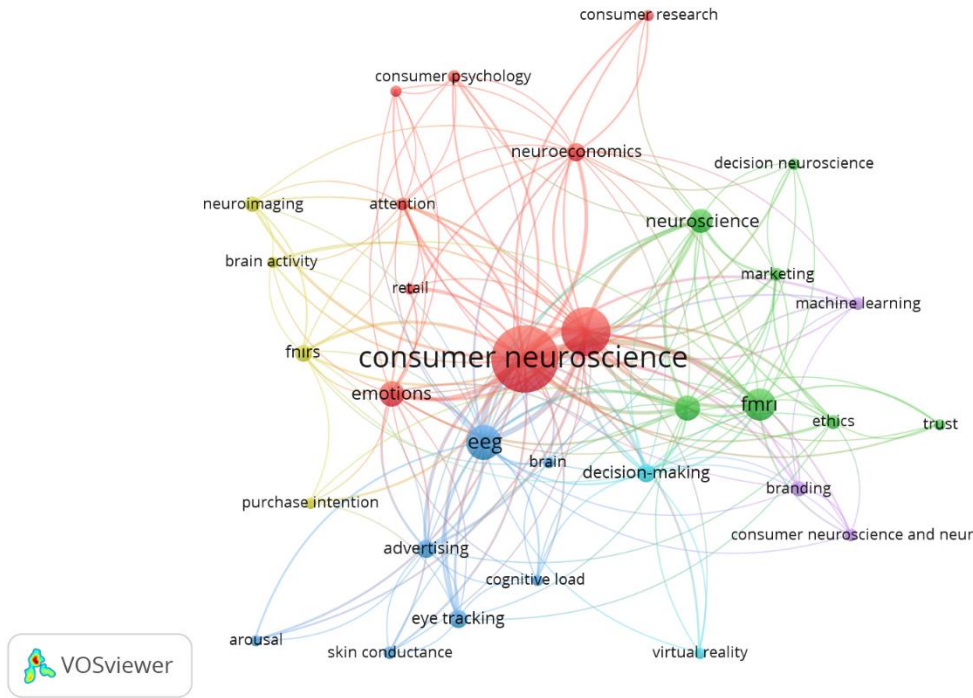 consumer research
consumer psychology
neuroeconomics
decision neuroscience
neuroimaging
attention
neuroscience
brain activity
marketing
retail
machine learning
fnirs
consumer neuroscience
emotions
fmri
ethics
trust
eeg
brain
decision-making
branding
purchase intention
consumer neuroscience and neur
advertising
cognitive load
eye tracking
arousal
skin conductance
virtual reality
VOSviewer